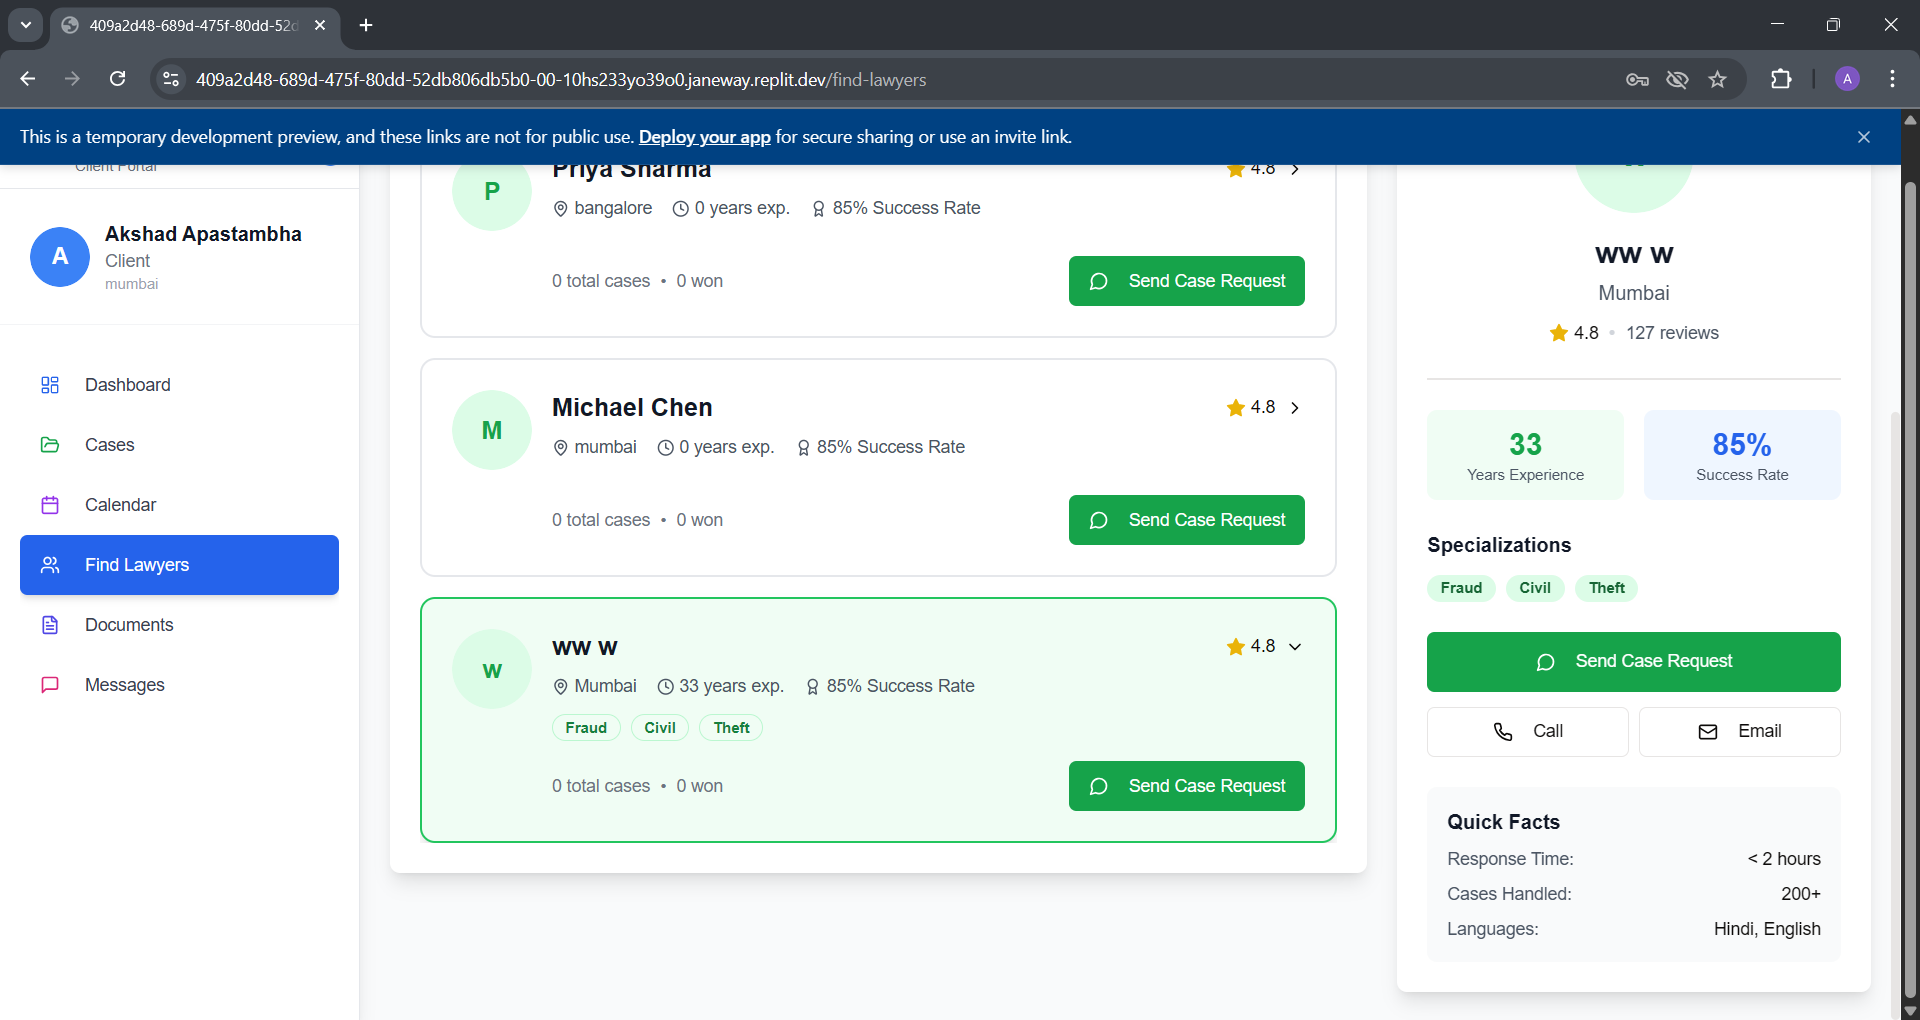 409a2d48-689d-475f-80dd-52d
409a2d48-689d-475f-80dd-52db806db5b0-00-10hs233yo39o0.janeway.replit.dev/find-lawyers
A
This is a temporary development preview, and these links are not for public use. Deploy your app for secure sharing or use an invite link.
Client Portal
A
Akshad Apastambha
Client
mumbai
Dashboard
Cases
Calendar
Find Lawyers
Documents
Messages
P
Priya Sharma
4.8
bangalore 0 years exp. 85% Success Rate
0 total cases • 0 won
Send Case Request
M
Michael Chen
4.8
mumbai 0 years exp. 85% Success Rate
0 total cases • 0 won
Send Case Request
w
ww w
4.8
Mumbai 33 years exp. 85% Success Rate
Fraud Civil Theft
0 total cases • 0 won
Send Case Request
ww w
Mumbai
4.8 • 127 reviews
33
Years Experience
85%
Success Rate
Specializations
Fraud Civil Theft
Send Case Request
Call
Email
Quick Facts
Response Time: < 2 hours
Cases Handled: 200+
Languages: Hindi, English